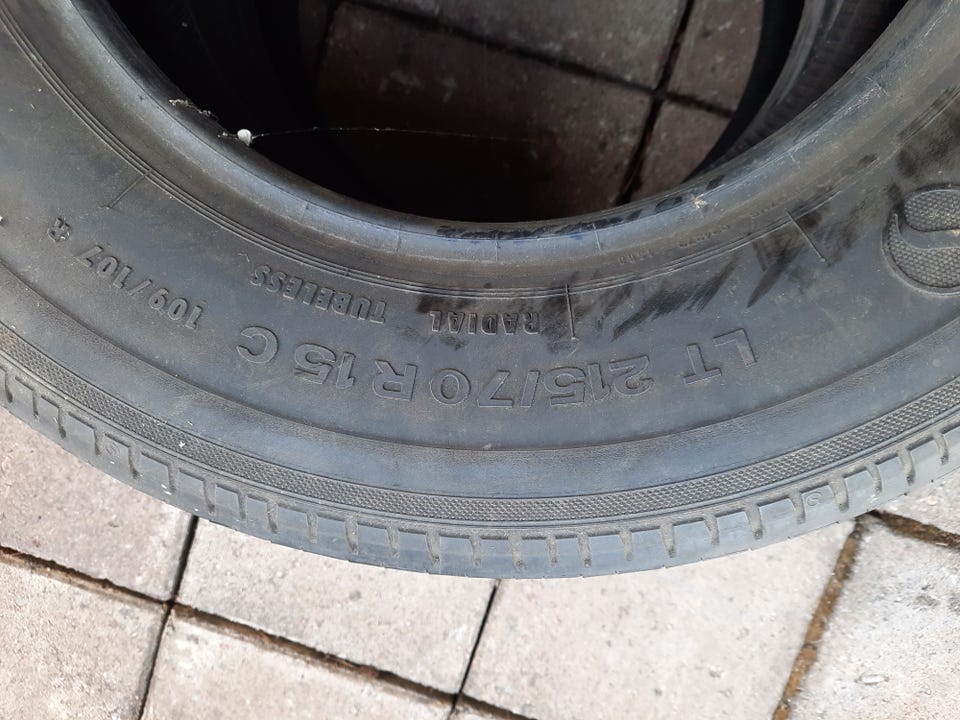 LT 215/70 R 15 C
RADIAL TUBELESS
109/107 R